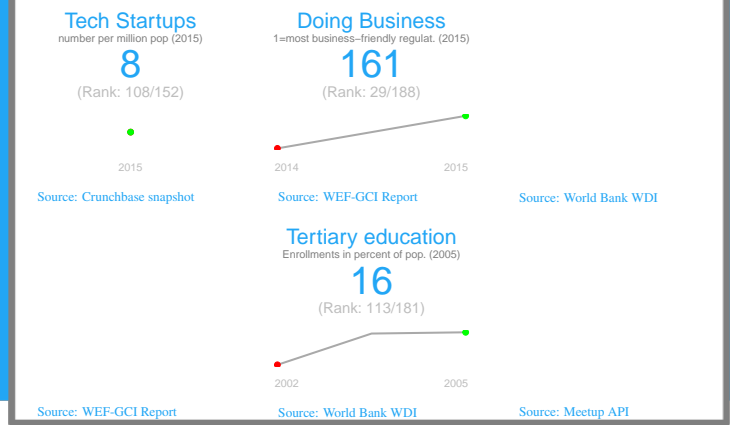 Tech Startups
number per million pop (2015)
8
(Rank: 108/152)
2015
Source: Crunchbase snapshot
Doing Business
1=most business−friendly regulat. (2015)
161
(Rank: 29/188)
2014 2015
Source: WEF-GCI Report
Source: World Bank WDI
Tertiary education
Enrollments in percent of pop. (2005)
16
(Rank: 113/181)
2002 2005
Source: WEF-GCI Report
Source: World Bank WDI
Source: Meetup API